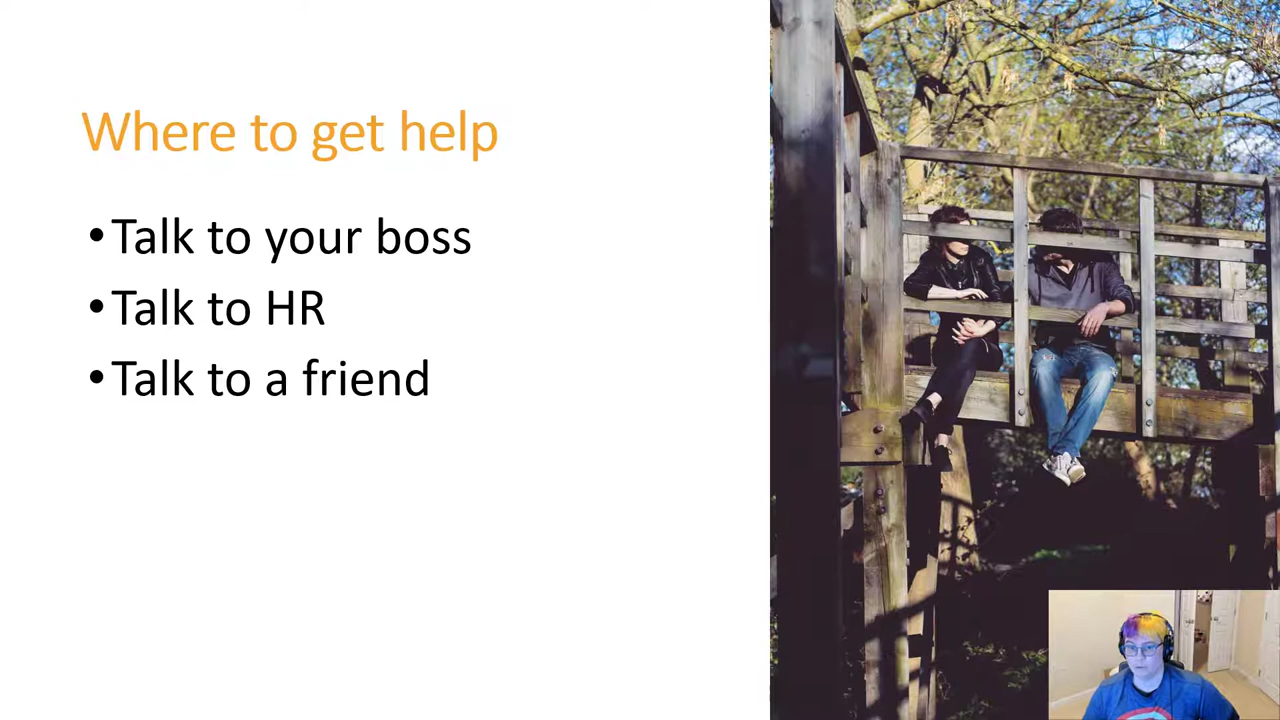 Where to get help
•Talk to your boss
•Talk to HR
•Talk to a friend